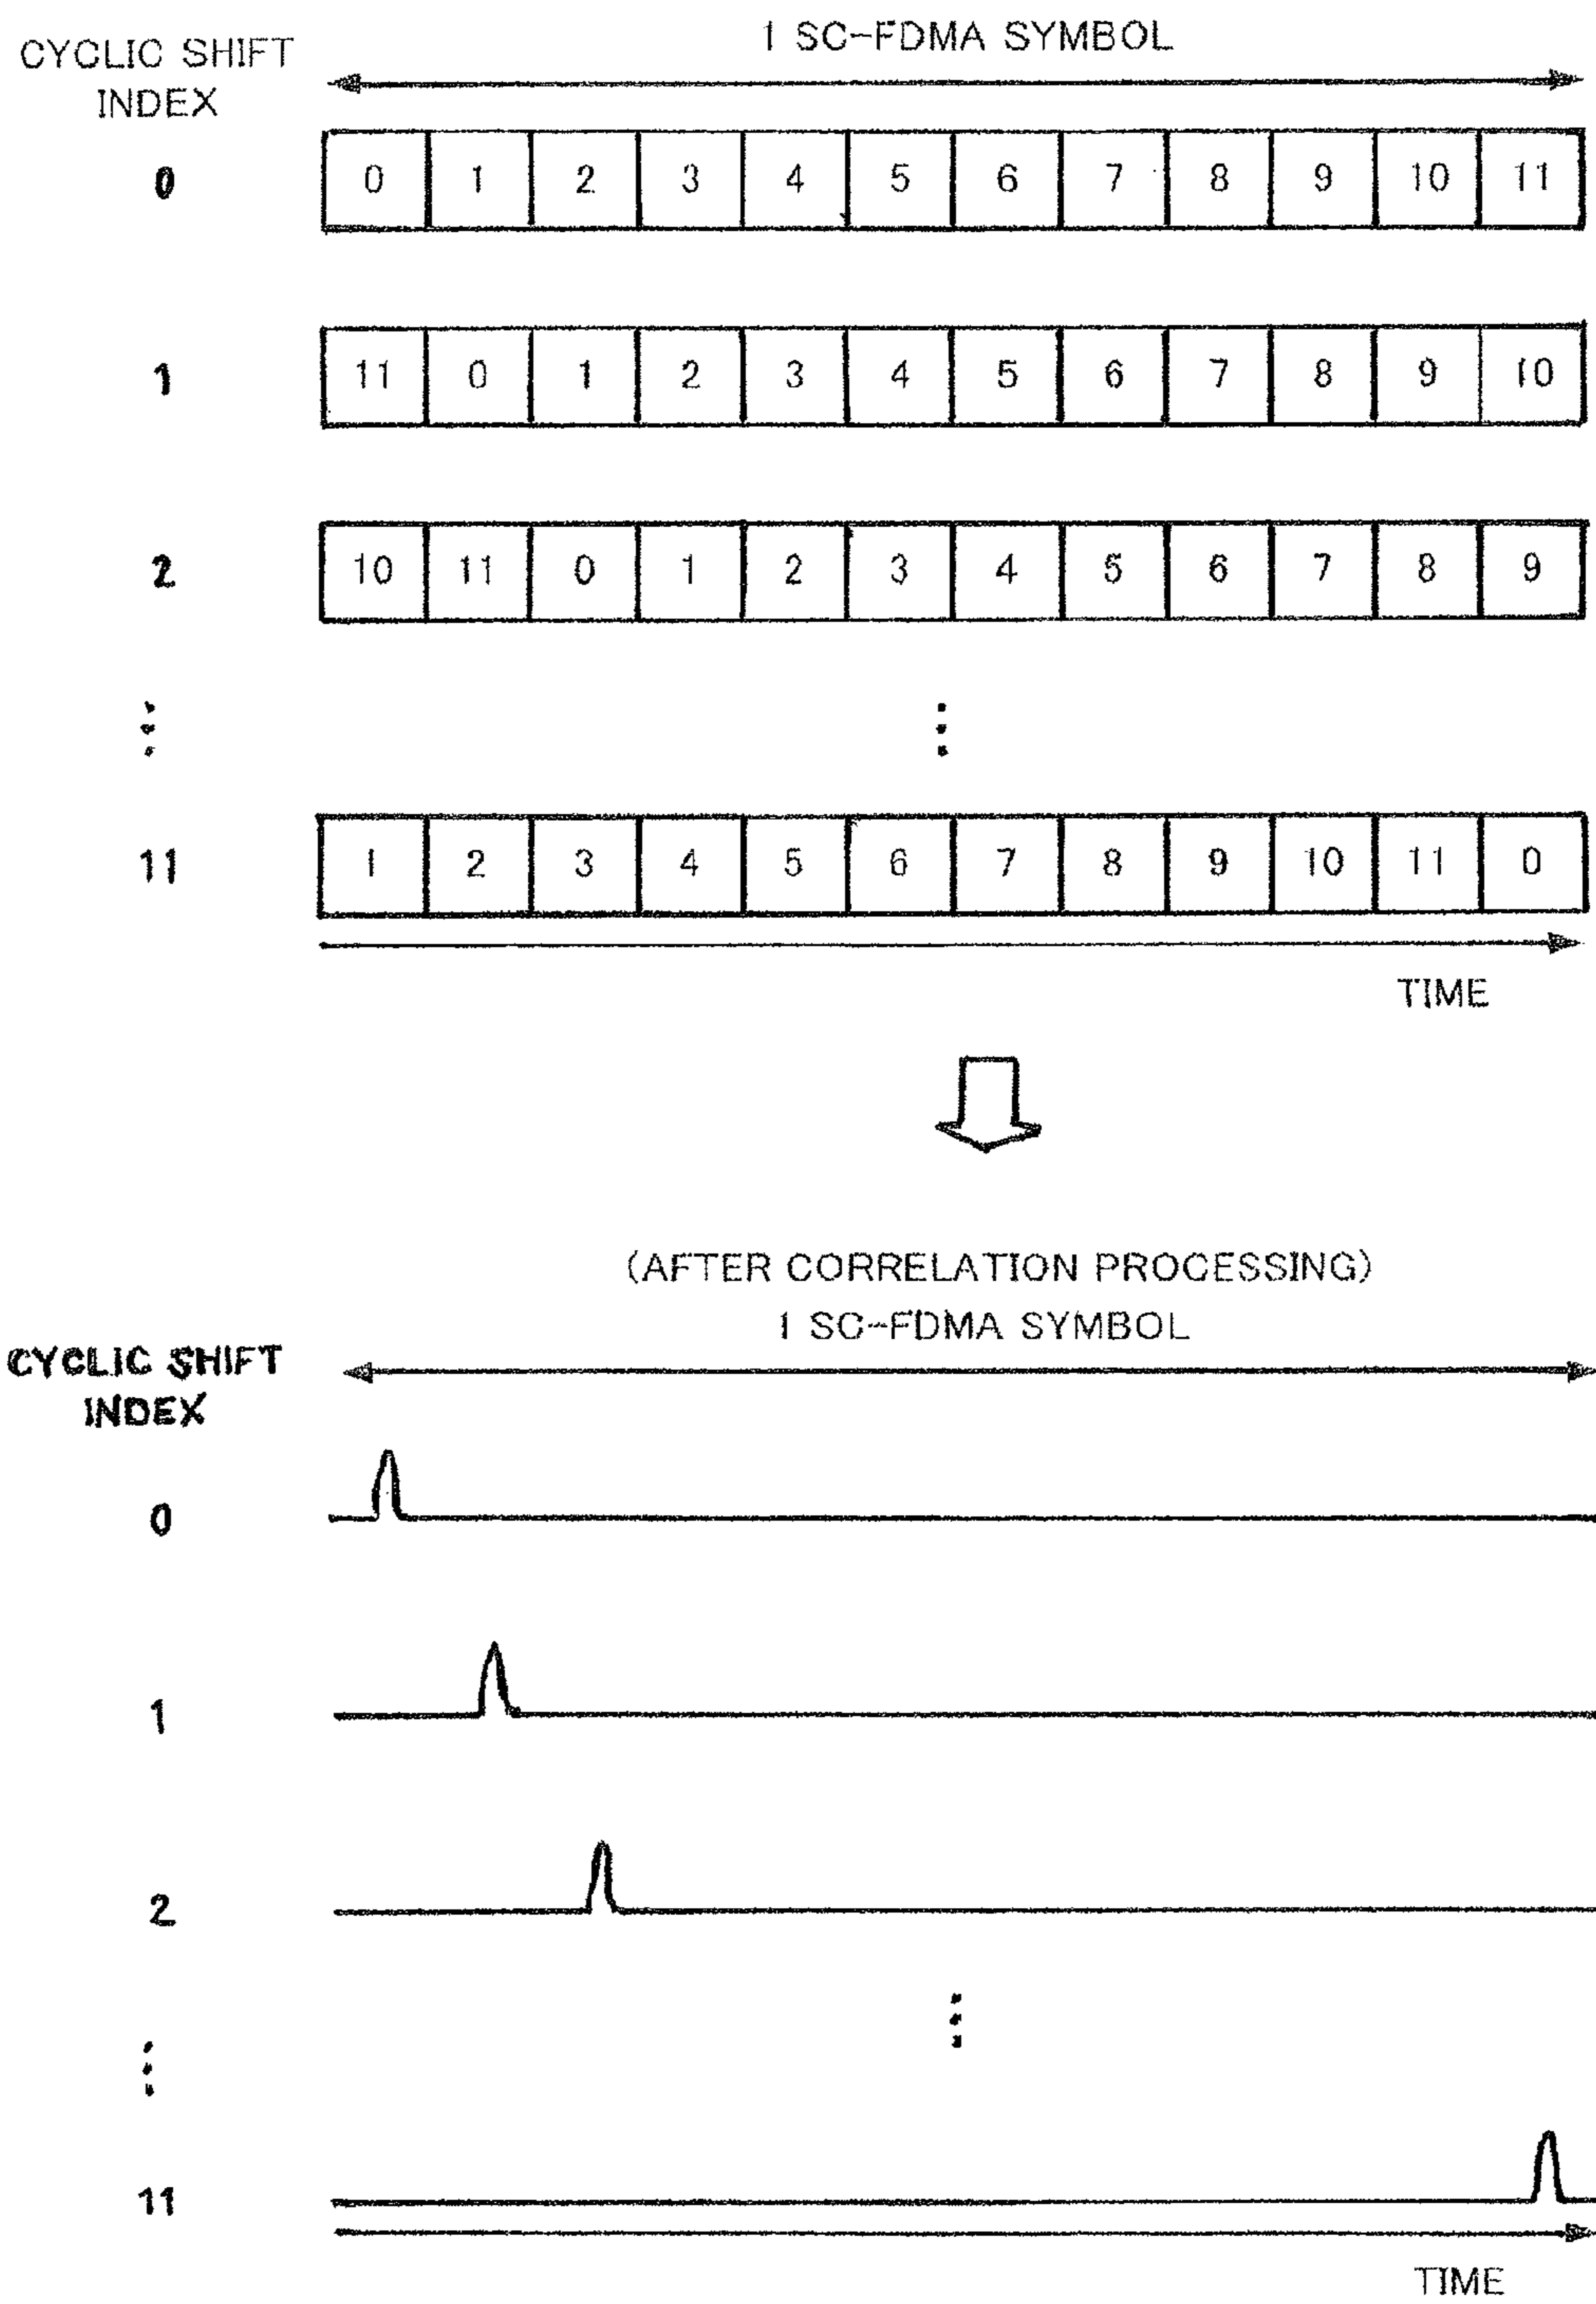 1 SC-FDMA SYMBOL
CYCLIC SHIFT
INDEX
0 0 1 2 3 4 5 6 7 8 9 10 11
1 11 0 1 2 3 4 5 6 7 8 9 10
2 10 11 0 1 2 3 4 5 6 7 8 9
11 1 2 3 4 5 6 7 8 9 10 11 0
TIME
(AFTER CORRELATION PROCESSING)
1 SC-FDMA SYMBOL
CYCLIC SHIFT
INDEX
0
1
2
11
TIME